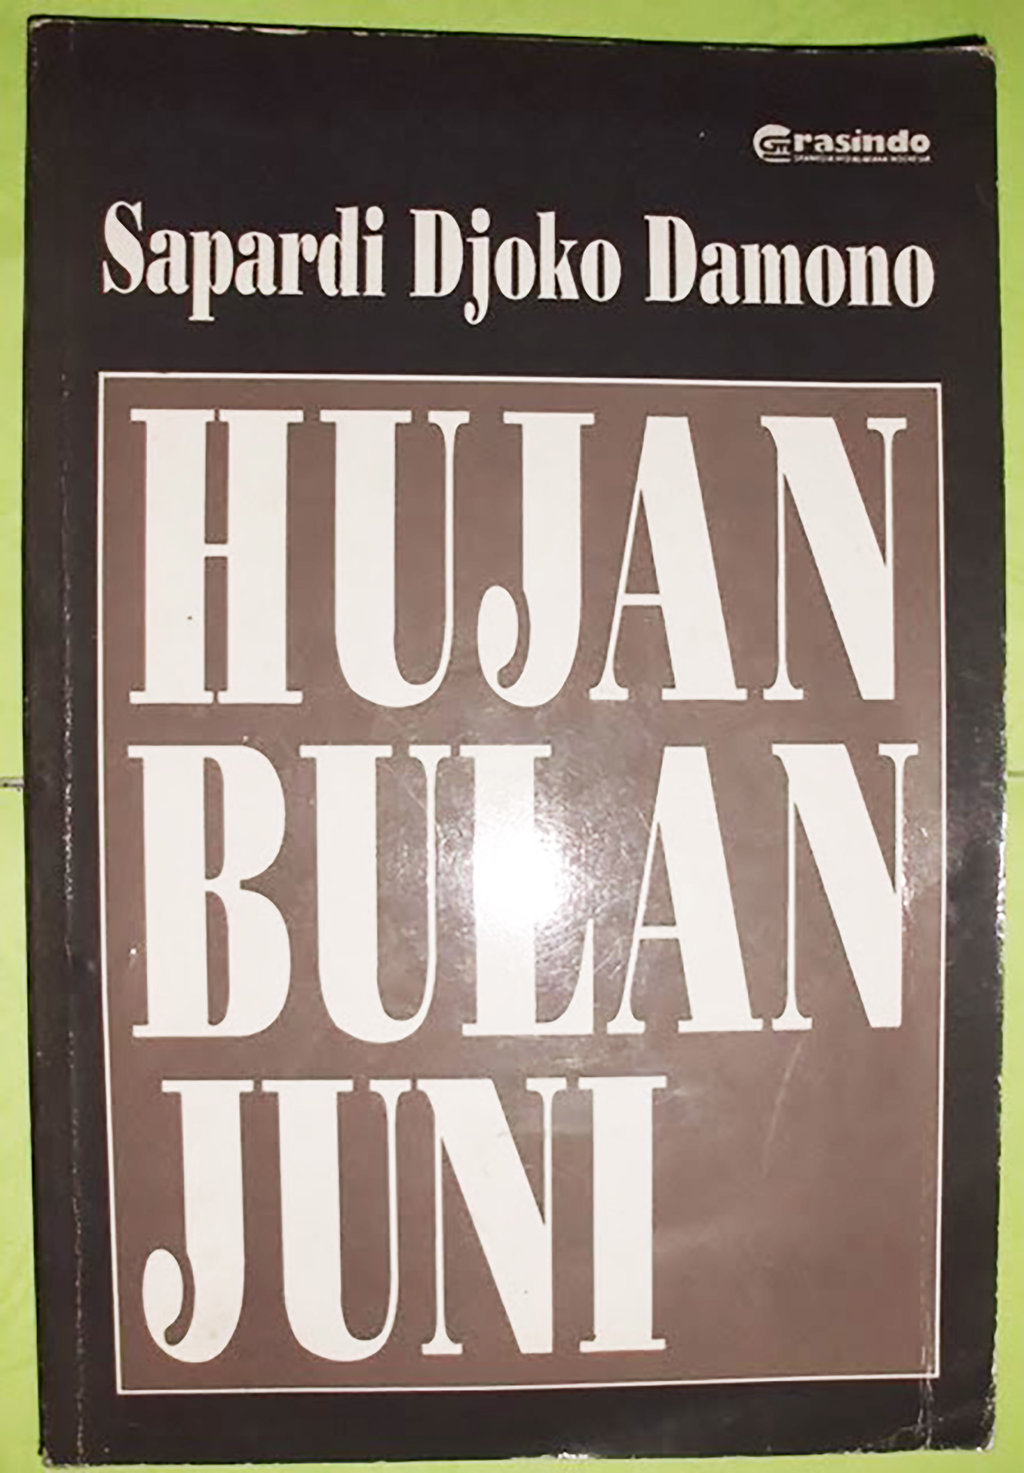 Grasindo
Sapardi Djoko Damono
HUJAN
BULAN
JUNI